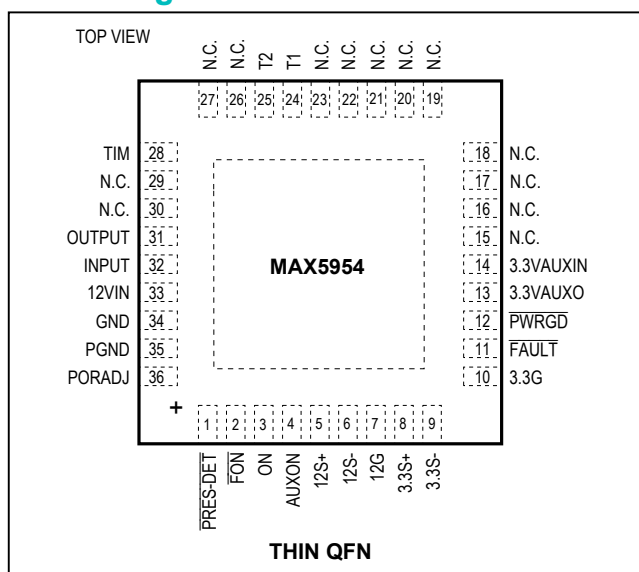 TOP VIEW
N.C. N.C. T2 T1 N.C. N.C. N.C. N.C. N.C.
27 26 25 24 23 22 21 20 19
TIM 28 18 N.C.
N.C. 29 17 N.C.
N.C. 30 16 N.C.
OUTPUT 31 15 N.C.
INPUT 32 MAX5954 14 3.3VAUXIN
12VIN 33 13 3.3VAUXO
GND 34 12 PWRGD
PGND 35 11 FAULT
PORADJ 36 10 3.3G
+
1 2 3 4 5 6 7 8 9
PRES-DET FON ON AUXON 12S+ 12S- 12G 3.3S+ 3.3S-
THIN QFN